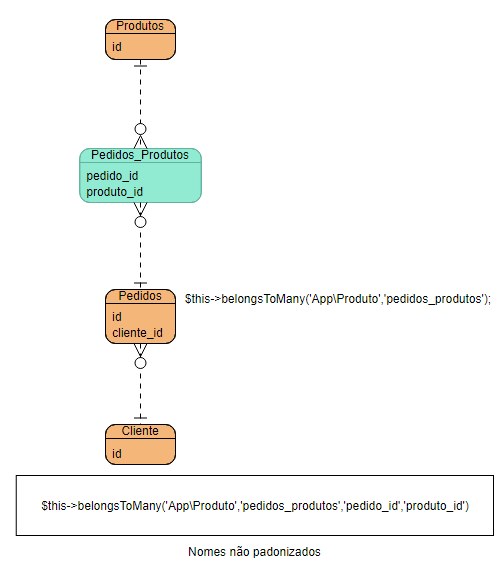 Produtos
id
Pedidos_Produtos
pedido_id
produto_id
Pedidos
$this->belongsToMany('App\Produto','pedidos_produtos');
id
cliente_id
Cliente
id
$this->belongsToMany('App\Produto','pedidos_produtos','pedido_id','produto_id')
Nomes não padonizados